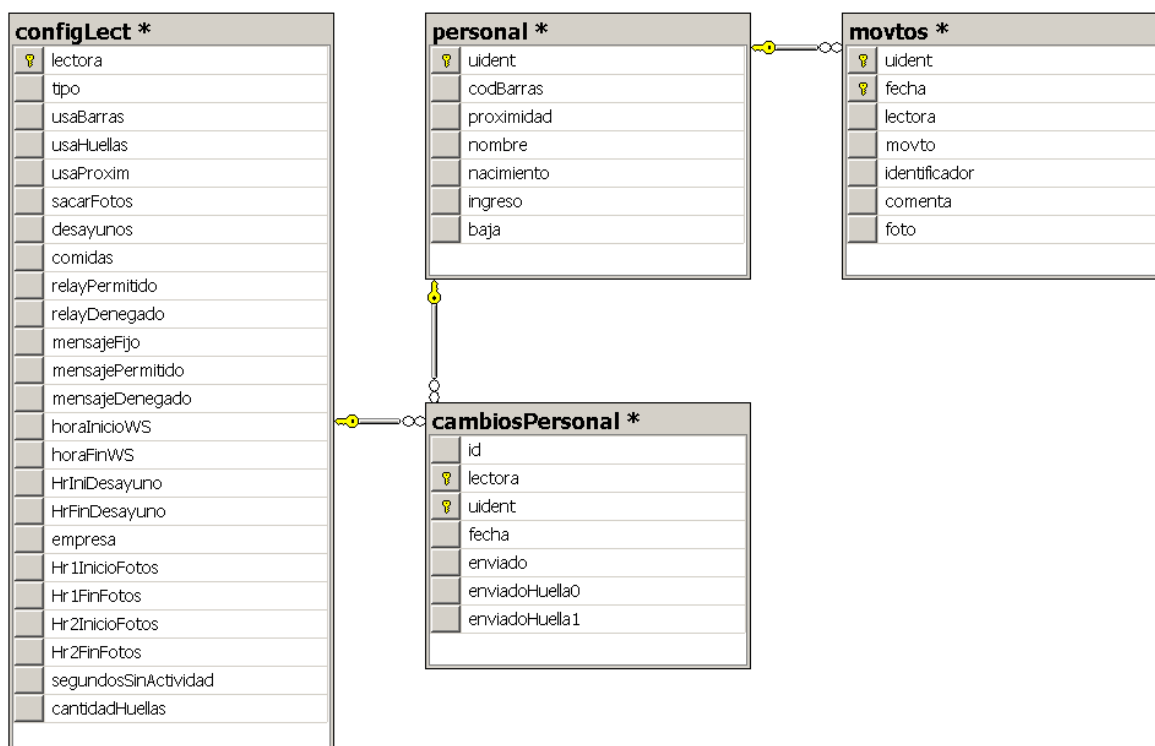 configLect *
lectora
tipo
usaBarras
usaHuellas
usaProxim
sacarFotos
desayunos
comidas
relayPermitido
relayDenegado
mensajeFijo
mensajePermitido
mensajeDenegado
horaInicioWS
horaFinWS
HrIniDesayuno
HrFinDesayuno
empresa
Hr1InicioFotos
Hr1FinFotos
Hr2InicioFotos
Hr2FinFotos
segundosSinActividad
cantidadHuellas
personal *
uident
codBarras
proximidad
nombre
nacimiento
ingreso
baja
movtos *
uident
fecha
lectora
movto
identificador
comenta
foto
cambiosPersonal *
id
lectora
uident
fecha
enviado
enviadoHuella0
enviadoHuella1